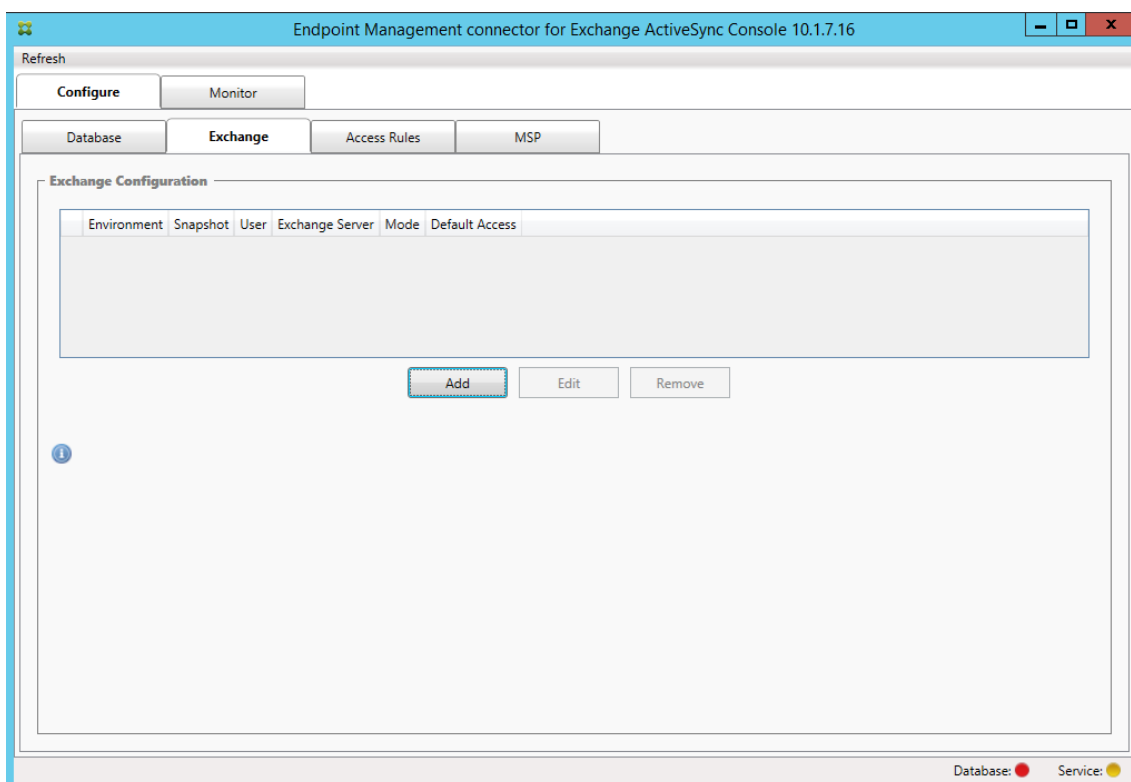 Endpoint Management connector for Exchange ActiveSync Console 10.1.7.16
Refresh
Configure Monitor
Database Exchange Access Rules MSP
Exchange Configuration
Environment Snapshot User Exchange Server Mode Default Access
Add Edit Remove
Database: Service: